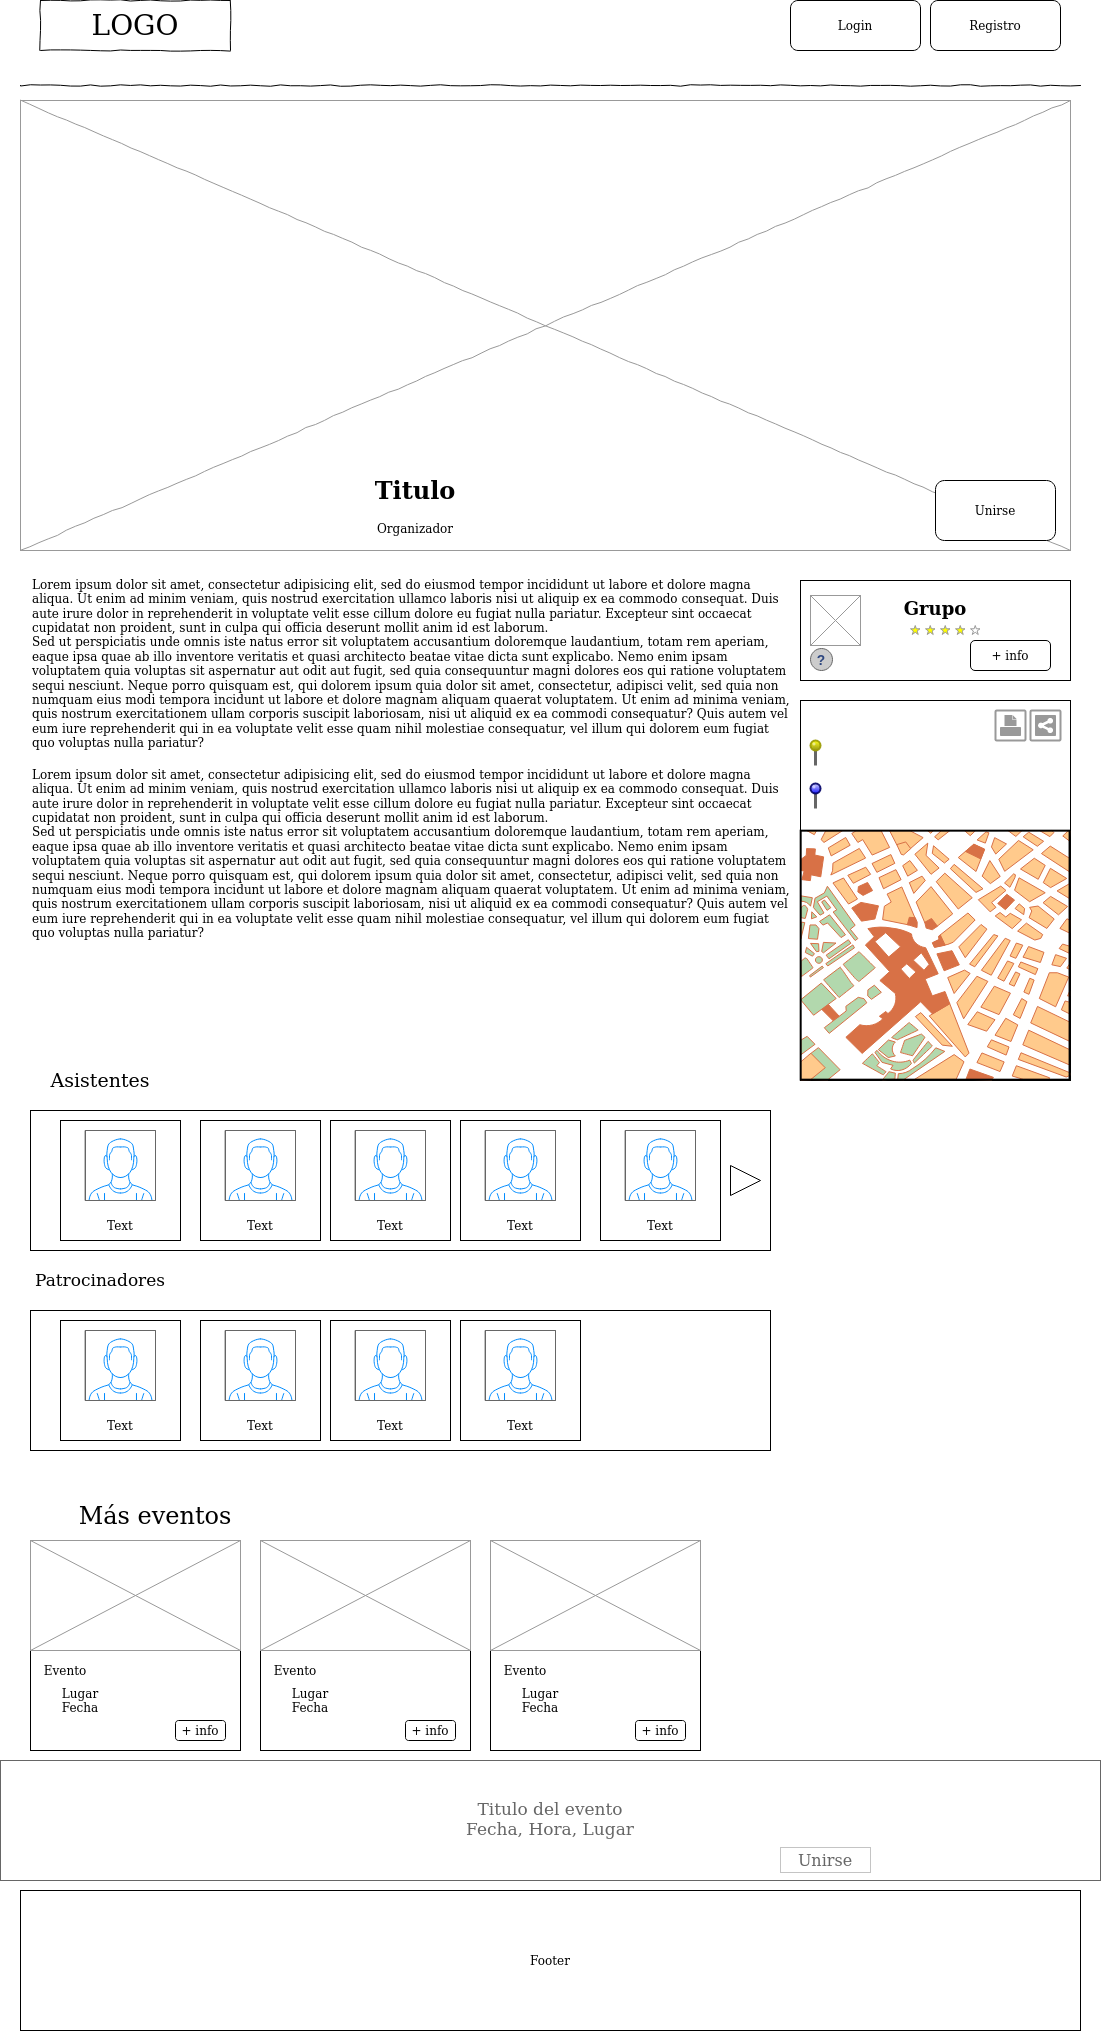 LOGO
Login
Registro
Titulo
Organizador
Unirse
Lorem ipsum dolor sit amet, consectetur adipisicing elit, sed do eiusmod tempor incididunt ut labore et dolore magna
aliqua. Ut enim ad minim veniam, quis nostrud exercitation ullamco laboris nisi ut aliquip ex ea commodo consequat. Duis
aute irure dolor in reprehenderit in voluptate velit esse cillum dolore eu fugiat nulla pariatur. Excepteur sint occaecat
cupidatat non proident, sunt in culpa qui officia deserunt mollit anim id est laborum.
Sed ut perspiciatis unde omnis iste natus error sit voluptatem accusantium doloremque laudantium, totam rem aperiam,
eaque ipsa quae ab illo inventore veritatis et quasi architecto beatae vitae dicta sunt explicabo. Nemo enim ipsam
voluptatem quia voluptas sit aspernatur aut odit aut fugit, sed quia consequuntur magni dolores eos qui ratione voluptatem
sequi nesciunt. Neque porro quisquam est, qui dolorem ipsum quia dolor sit amet, consectetur, adipisci velit, sed quia non
numquam eius modi tempora incidunt ut labore et dolore magnam aliquam quaerat voluptatem. Ut enim ad minima veniam,
quis nostrum exercitationem ullam corporis suscipit laboriosam, nisi ut aliquid ex ea commodi consequatur? Quis autem vel
eum iure reprehenderit qui in ea voluptate velit esse quam nihil molestiae consequatur, vel illum qui dolorem eum fugiat
quo voluptas nulla pariatur?
Lorem ipsum dolor sit amet, consectetur adipisicing elit, sed do eiusmod tempor incididunt ut labore et dolore magna
aliqua. Ut enim ad minim veniam, quis nostrud exercitation ullamco laboris nisi ut aliquip ex ea commodo consequat. Duis
aute irure dolor in reprehenderit in voluptate velit esse cillum dolore eu fugiat nulla pariatur. Excepteur sint occaecat
cupidatat non proident, sunt in culpa qui officia deserunt mollit anim id est laborum.
Sed ut perspiciatis unde omnis iste natus error sit voluptatem accusantium doloremque laudantium, totam rem aperiam,
eaque ipsa quae ab illo inventore veritatis et quasi architecto beatae vitae dicta sunt explicabo. Nemo enim ipsam
voluptatem quia voluptas sit aspernatur aut odit aut fugit, sed quia consequuntur magni dolores eos qui ratione voluptatem
sequi nesciunt. Neque porro quisquam est, qui dolorem ipsum quia dolor sit amet, consectetur, adipisci velit, sed quia non
numquam eius modi tempora incidunt ut labore et dolore magnam aliquam quaerat voluptatem. Ut enim ad minima veniam,
quis nostrum exercitationem ullam corporis suscipit laboriosam, nisi ut aliquid ex ea commodi consequatur? Quis autem vel
eum iure reprehenderit qui in ea voluptate velit esse quam nihil molestiae consequatur, vel illum qui dolorem eum fugiat
quo voluptas nulla pariatur?
Grupo
?
+ info
Asistentes
Text
Text
Text
Text
Text
Patrocinadores
Text
Text
Text
Text
Más eventos
Evento
Lugar
Fecha
+ info
Evento
Lugar
Fecha
+ info
Evento
Lugar
Fecha
+ info
Titulo del evento
Fecha, Hora, Lugar
Unirse
Footer